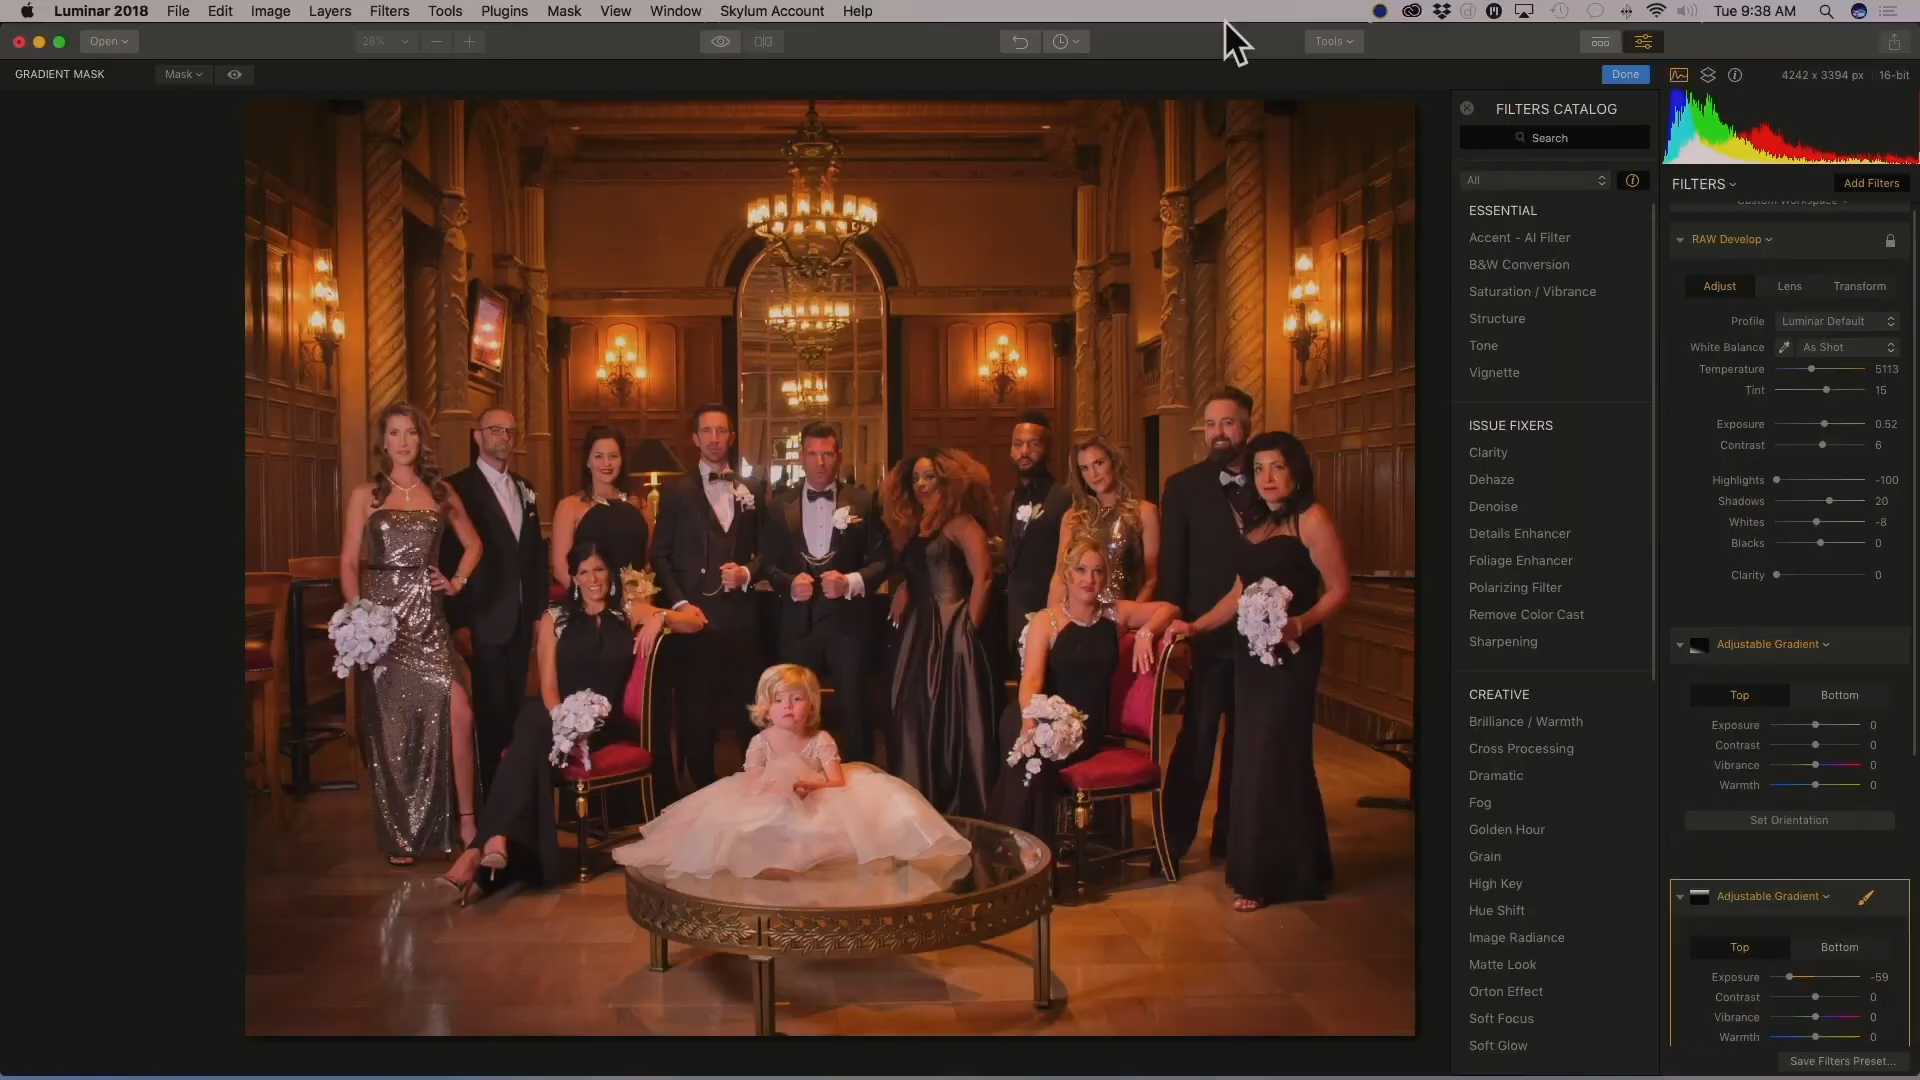 Luminar 2018 File Edit Image Layers Filters Tools Plugins Mask View Window Skylum Account Help Tue 9:38 AM
Open 28% Tools
GRADIENT MASK Mask Done 4242 x 3394 px 16-bit
FILTERS CATALOG
Search
All
ESSENTIAL
Accent - AI Filter
B&W Conversion
Saturation / Vibrance
Structure
Tone
Vignette
ISSUE FIXERS
Clarity
Dehaze
Denoise
Details Enhancer
Foliage Enhancer
Polarizing Filter
Remove Color Cast
Sharpening
CREATIVE
Brilliance / Warmth
Cross Processing
Dramatic
Fog
Golden Hour
Grain
High Key
Hue Shift
Image Radiance
Matte Look
Orton Effect
Soft Focus
Soft Glow
FILTERS Add Filters
Custom Workspace
RAW Develop
Adjust Lens Transform
Profile Luminar Default
White Balance As Shot
Temperature 5113
Tint 15
Exposure 0.52
Contrast 6
Highlights -100
Shadows 20
Whites -8
Blacks 0
Clarity 0
Adjustable Gradient
Top Bottom
Exposure 0
Contrast 0
Vibrance 0
Warmth 0
Set Orientation
Adjustable Gradient
Top Bottom
Exposure -59
Contrast 0
Vibrance 0
Warmth 0
Save Filters Preset...